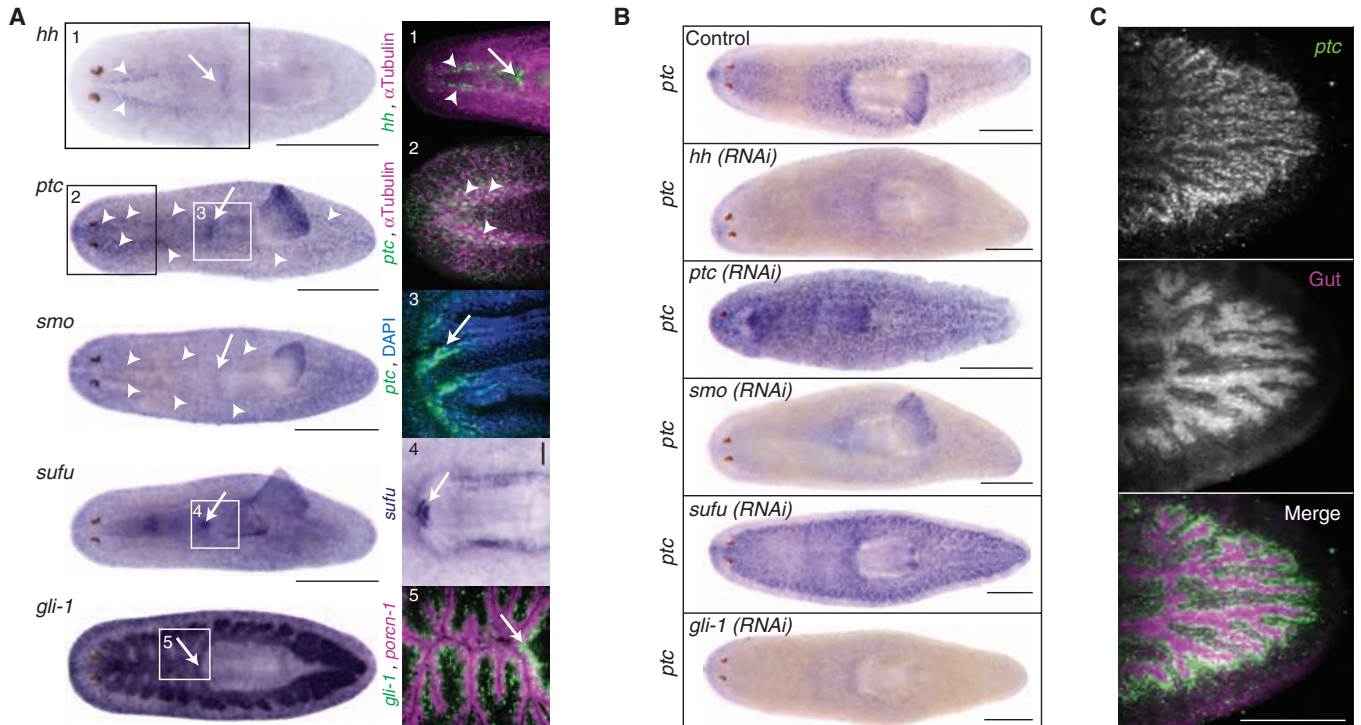 A
hh
1
hh, αTubulin
1
ptc
2
3
ptc, αTubulin
2
smo
ptc, DAPI
3
sufu
4
sufu
4
gli-1
5
gli-1, porcn-1
5
B
Control
ptc
hh (RNAi)
ptc
ptc (RNAi)
ptc
smo (RNAi)
ptc
sufu (RNAi)
ptc
gli-1 (RNAi)
ptc
C
ptc
Gut
Merge